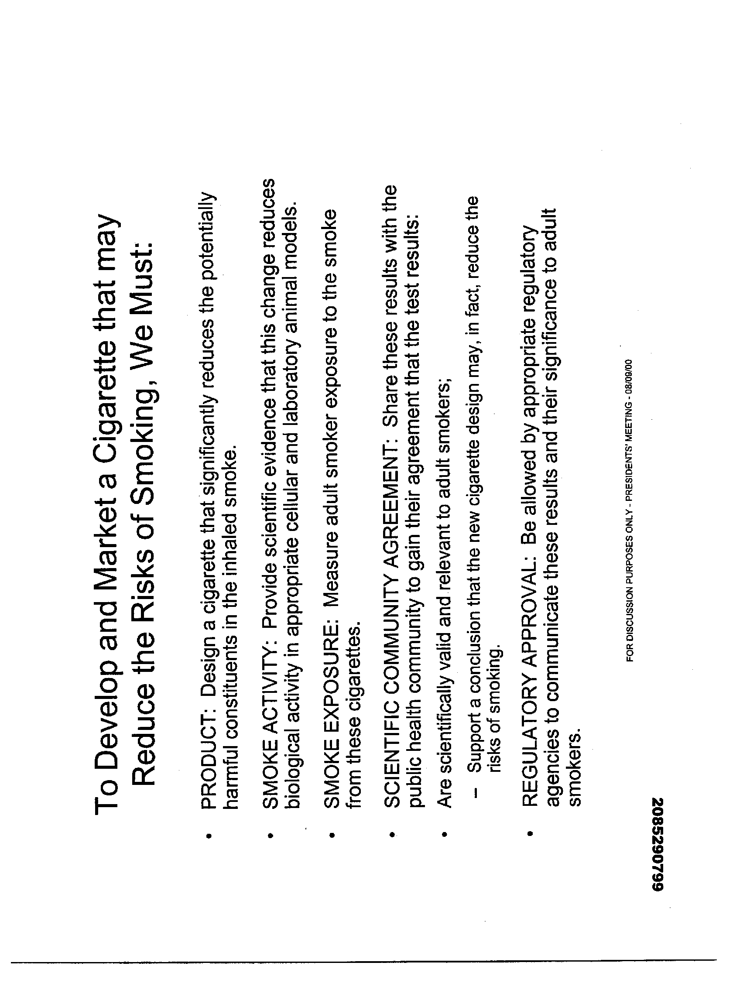 To Develop and Market a Cigarette that may
Reduce the Risks of Smoking, We Must:
• PRODUCT: Design a cigarette that significantly reduces the potentially
harmful constituents in the inhaled smoke.
• SMOKE ACTIVITY: Provide scientific evidence that this change reduces
biological activity in appropriate cellular and laboratory animal models.
• SMOKE EXPOSURE: Measure adult smoker exposure to the smoke
from these cigarettes.
• SCIENTIFIC COMMUNITY AGREEMENT: Share these results with the
public health community to gain their agreement that the test results:
• Are scientifically valid and relevant to adult smokers;
– Support a conclusion that the new cigarette design may, in fact, reduce the
risks of smoking.
• REGULATORY APPROVAL: Be allowed by appropriate regulatory
agencies to communicate these results and their significance to adult
smokers.
FOR DISCUSSION PURPOSES ONLY - PRESIDENTS' MEETING - 08/09/00
2085290799